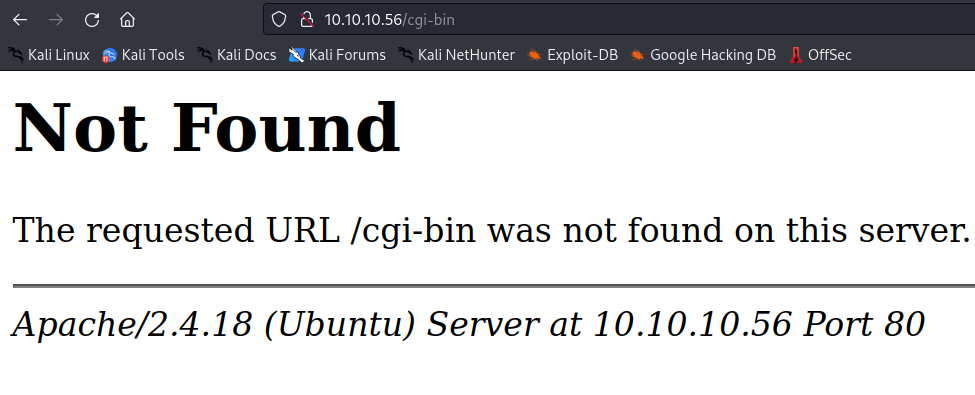 10.10.10.56/cgi-bin
Kali Linux Kali Tools Kali Docs Kali Forums Kali NetHunter Exploit-DB Google Hacking DB OffSec
Not Found
The requested URL /cgi-bin was not found on this server.
Apache/2.4.18 (Ubuntu) Server at 10.10.10.56 Port 80